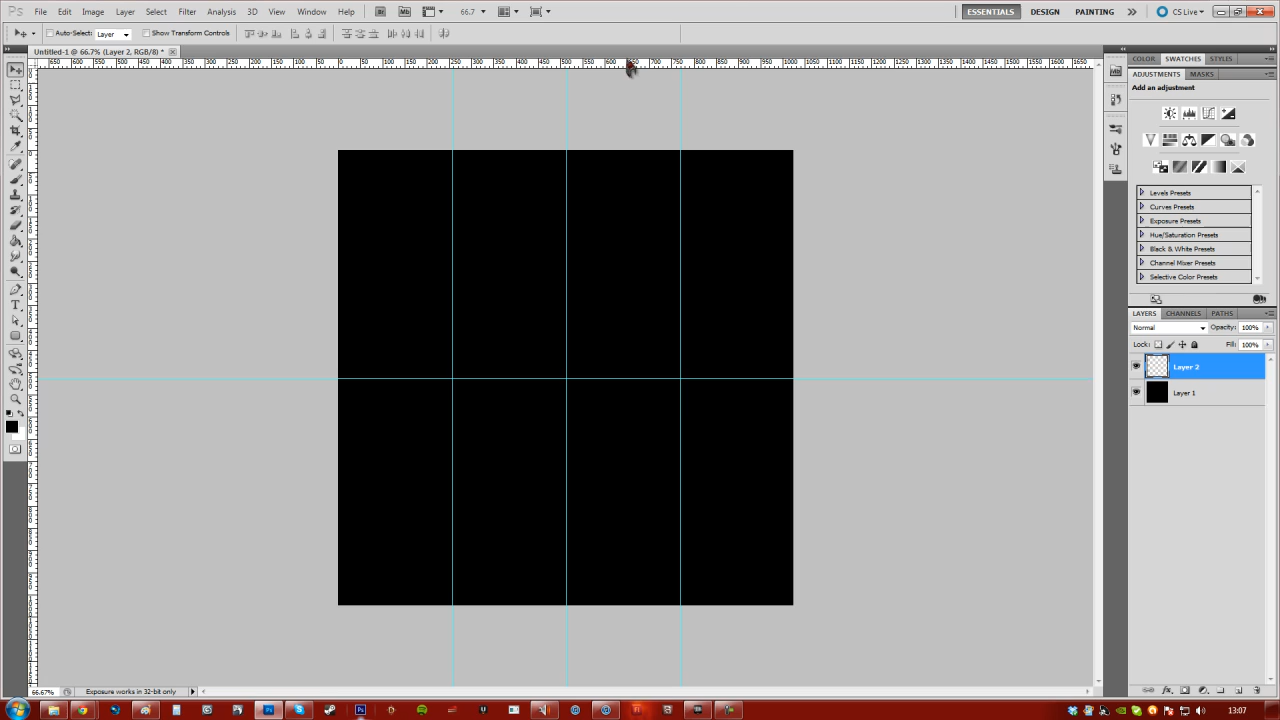 Ps File Edit Image Layer Select Filter Analysis 3D View Window Help Br Mb 66.7 ESSENTIALS DESIGN PAINTING CS Live
Auto-Select: Layer Show Transform Controls
Untitled-1 @ 66.7% (Layer 2, RGB/8) *
COLOR SWATCHES STYLES
ADJUSTMENTS MASKS
Add an adjustment
Levels Presets
Curves Presets
Exposure Presets
Hue/Saturation Presets
Black & White Presets
Channel Mixer Presets
Selective Color Presets
LAYERS CHANNELS PATHS
Normal Opacity: 100%
Lock: Fill: 100%
Layer 2
Layer 1
66.67% Exposure works in 32-bit only
13:07